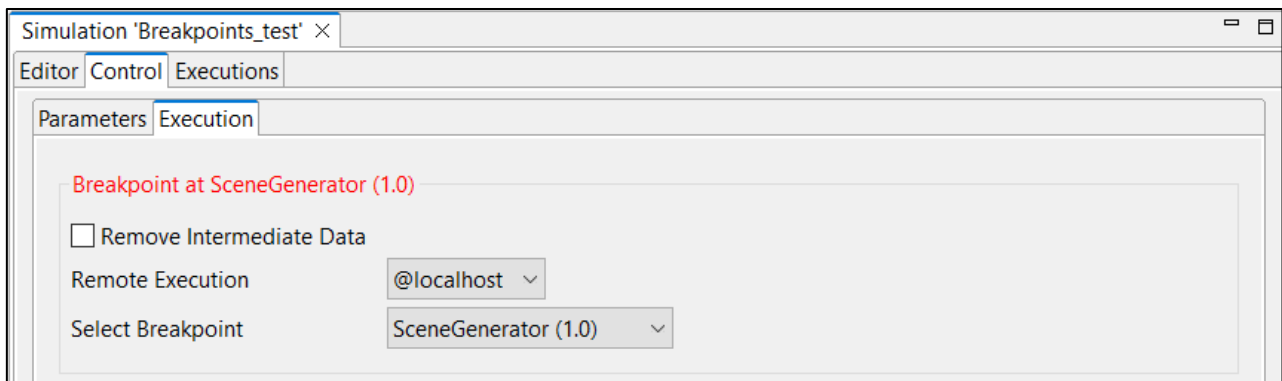 Simulation 'Breakpoints_test'
Editor Control Executions
Parameters Execution
Breakpoint at SceneGenerator (1.0)
Remove Intermediate Data
Remote Execution @localhost
Select Breakpoint SceneGenerator (1.0)